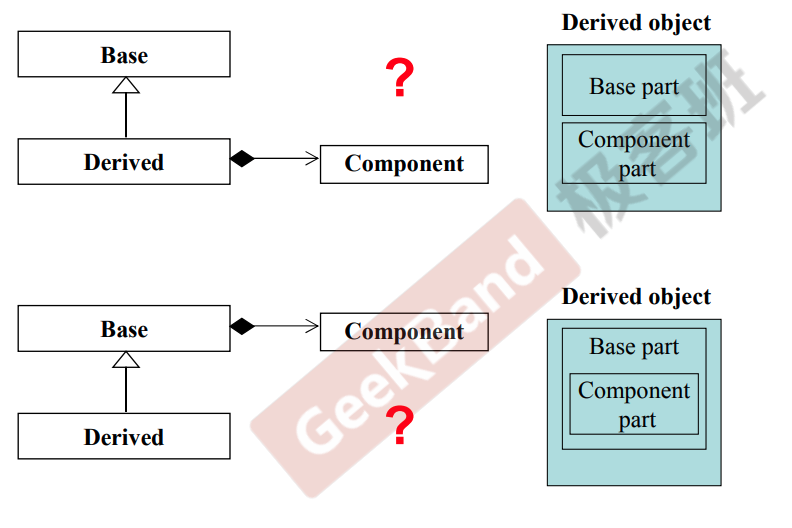 Derived object
Base
?
Base part
Derived
Component
Component
part
GeekBand 极客班
Derived object
Base
Component
Base part
Component
part
?
Derived